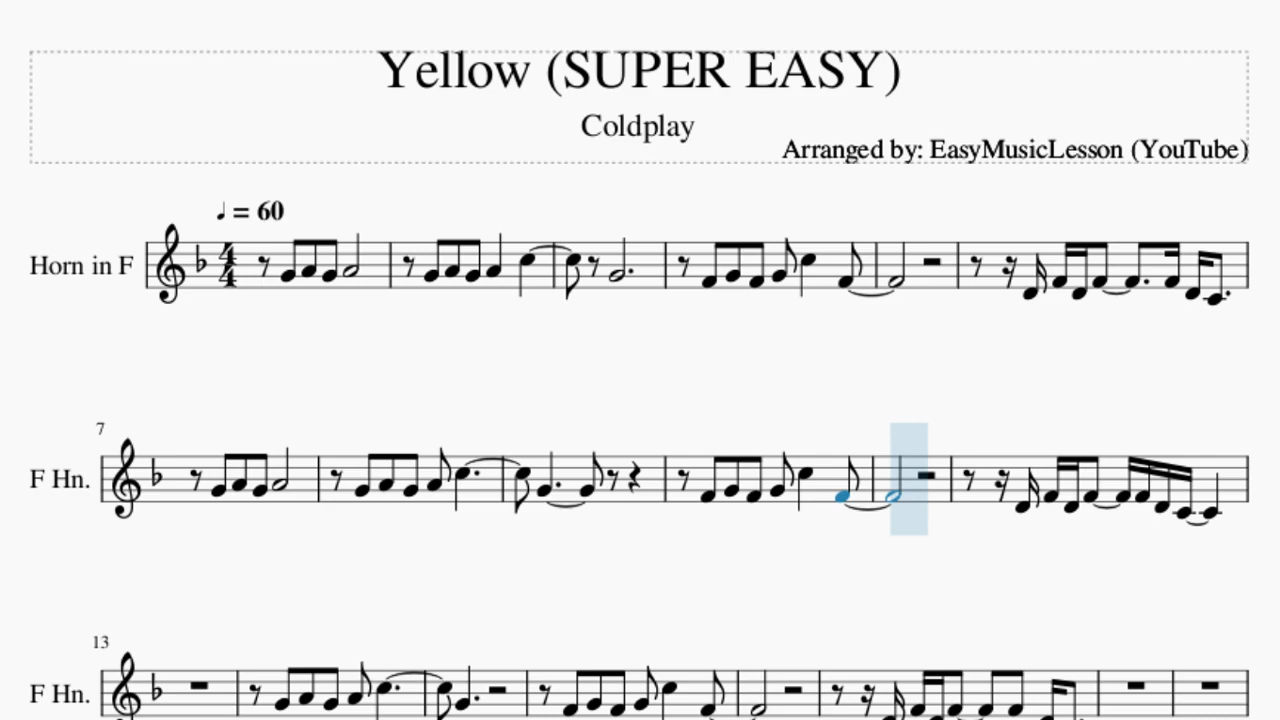 Yellow (SUPER EASY)
Coldplay
Arranged by: EasyMusicLesson (YouTube)
♩ = 60
Horn in F
4
4
7
F Hn.
13
F Hn.